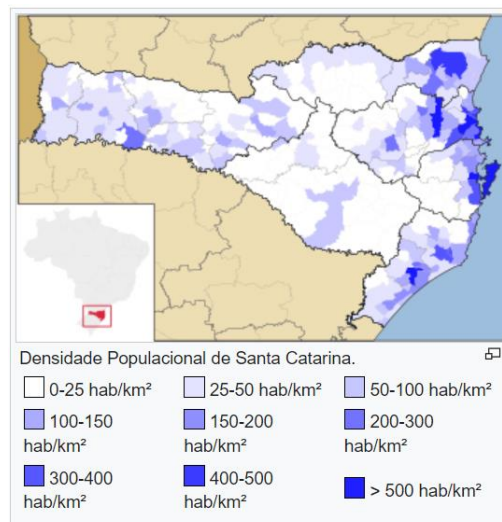 Densidade Populacional de Santa Catarina.
0-25 hab/km² 25-50 hab/km² 50-100 hab/km²
100-150 hab/km² 150-200 hab/km² 200-300 hab/km²
300-400 hab/km² 400-500 hab/km² > 500 hab/km²